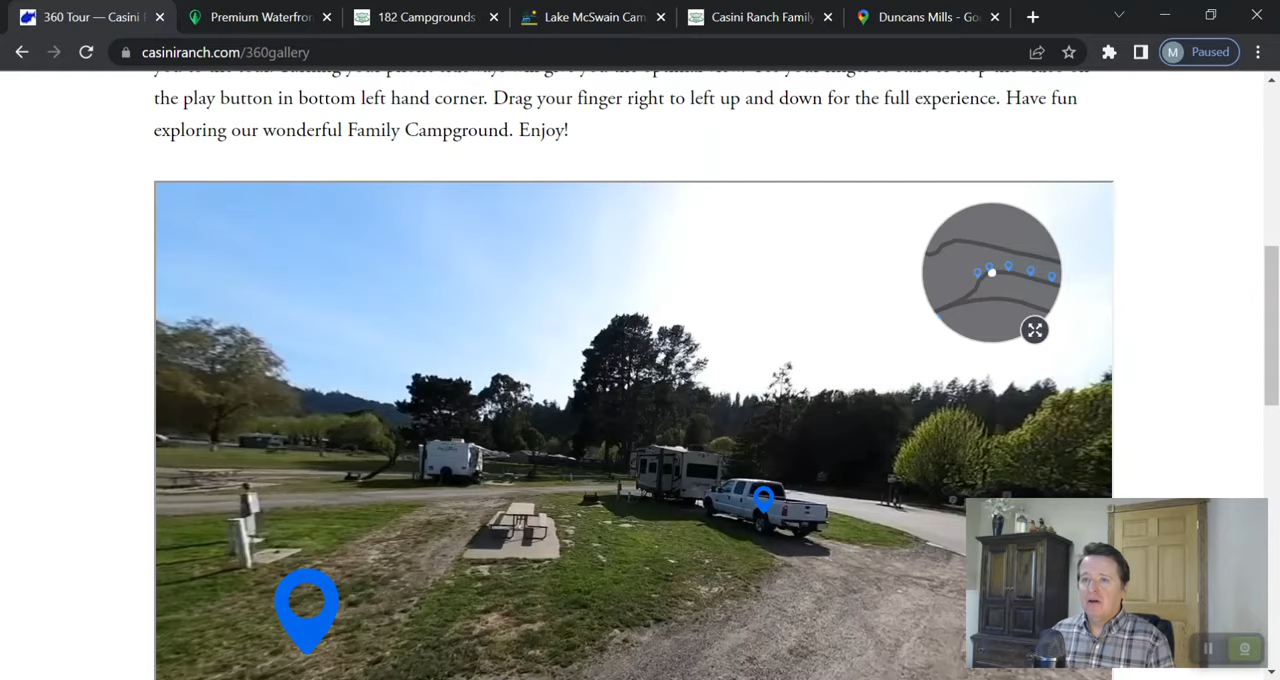 360 Tour — Casini
Premium Waterfron
182 Campgrounds
Lake McSwain Cam
Casini Ranch Family
Duncans Mills - Go
casiniranch.com/360gallery
M Paused
the play button in bottom left hand corner. Drag your finger right to left up and down for the full experience. Have fun
exploring our wonderful Family Campground. Enjoy!